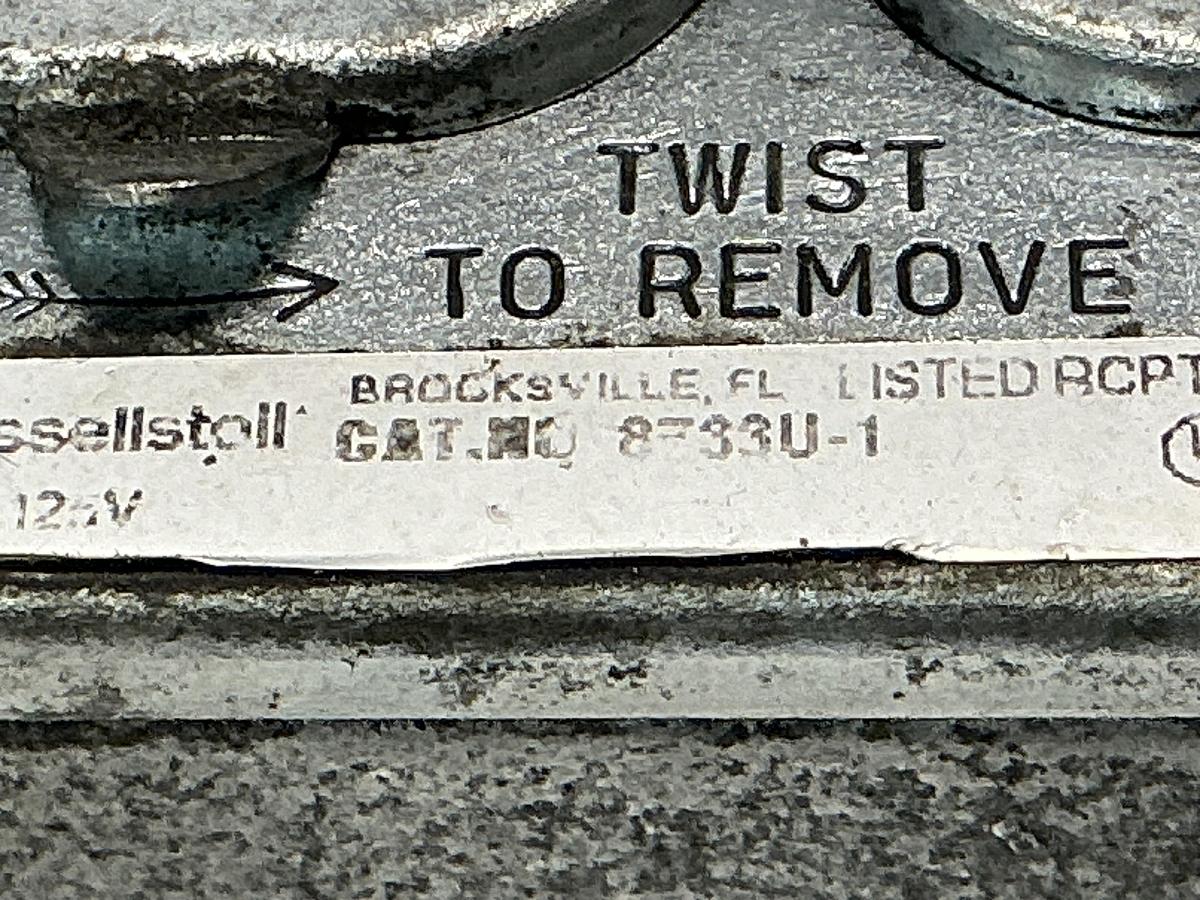 TWIST
TO REMOVE
BROCKSVILLE, FL LISTED RCPT
ssellstoll CAT.NO